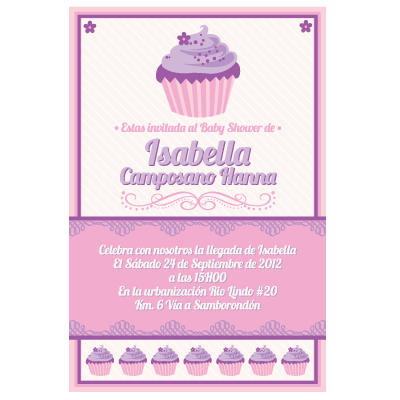 • Estas invitada al Baby Shower de •
Isabella
Camposano Hanna
Celebra con nosotros la llegada de Isabella
El Sábado 24 de Septiembre de 2012
a las 15H00
En la urbanización Rio Lindo #20
Km. 6 Vía a Samborondón